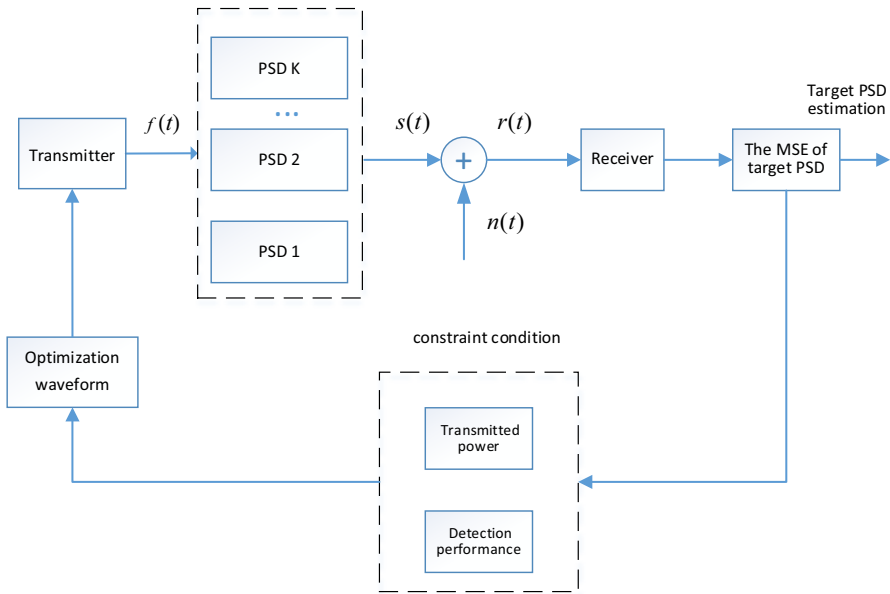 Transmitter
f(t)
PSD K
...
PSD 2
PSD 1
s(t)
+
r(t)
n(t)
Receiver
The MSE of
target PSD
Target PSD
estimation
Optimization
waveform
constraint condition
Transmitted
power
Detection
performance